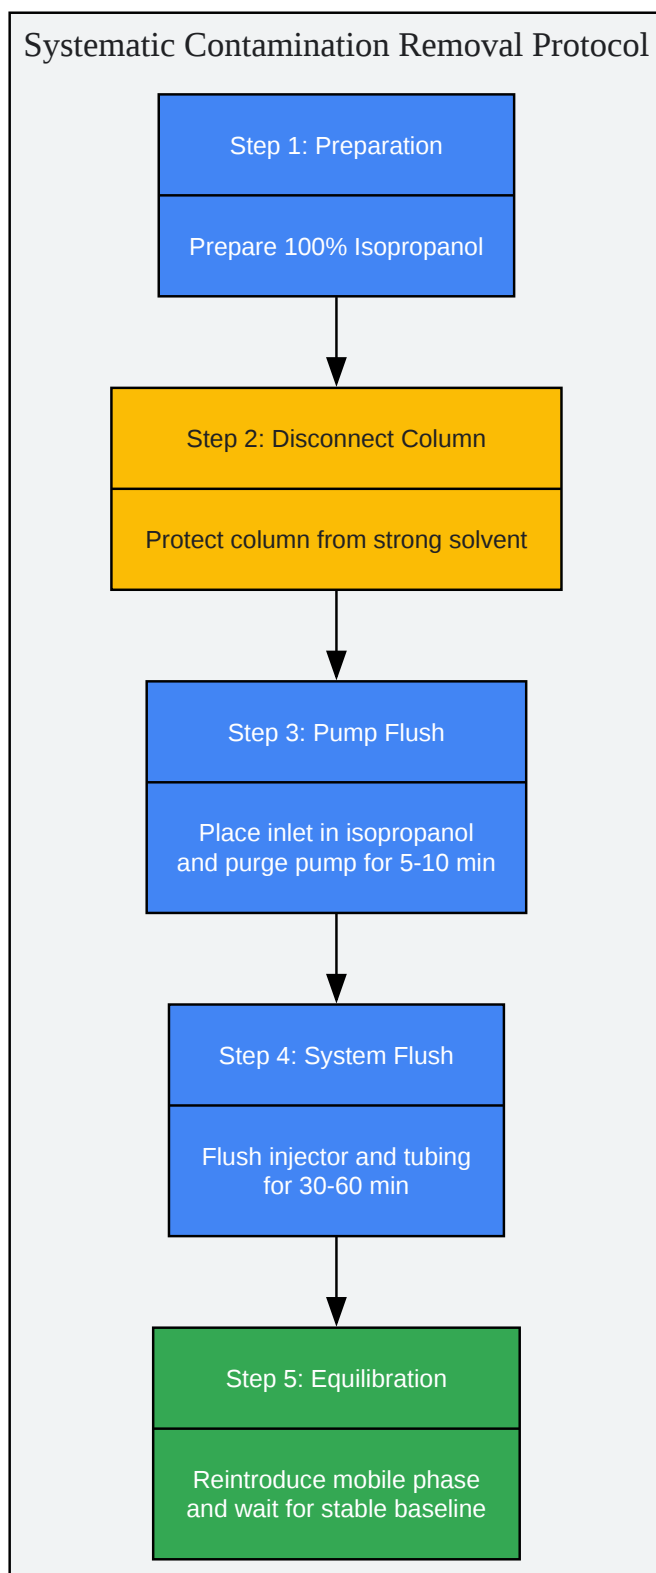 Systematic Contamination Removal Protocol
Step 1: Preparation
Prepare 100% Isopropanol
Step 2: Disconnect Column
Protect column from strong solvent
Step 3: Pump Flush
Place inlet in isopropanol
and purge pump for 5-10 min
Step 4: System Flush
Flush injector and tubing
for 30-60 min
Step 5: Equilibration
Reintroduce mobile phase
and wait for stable baseline